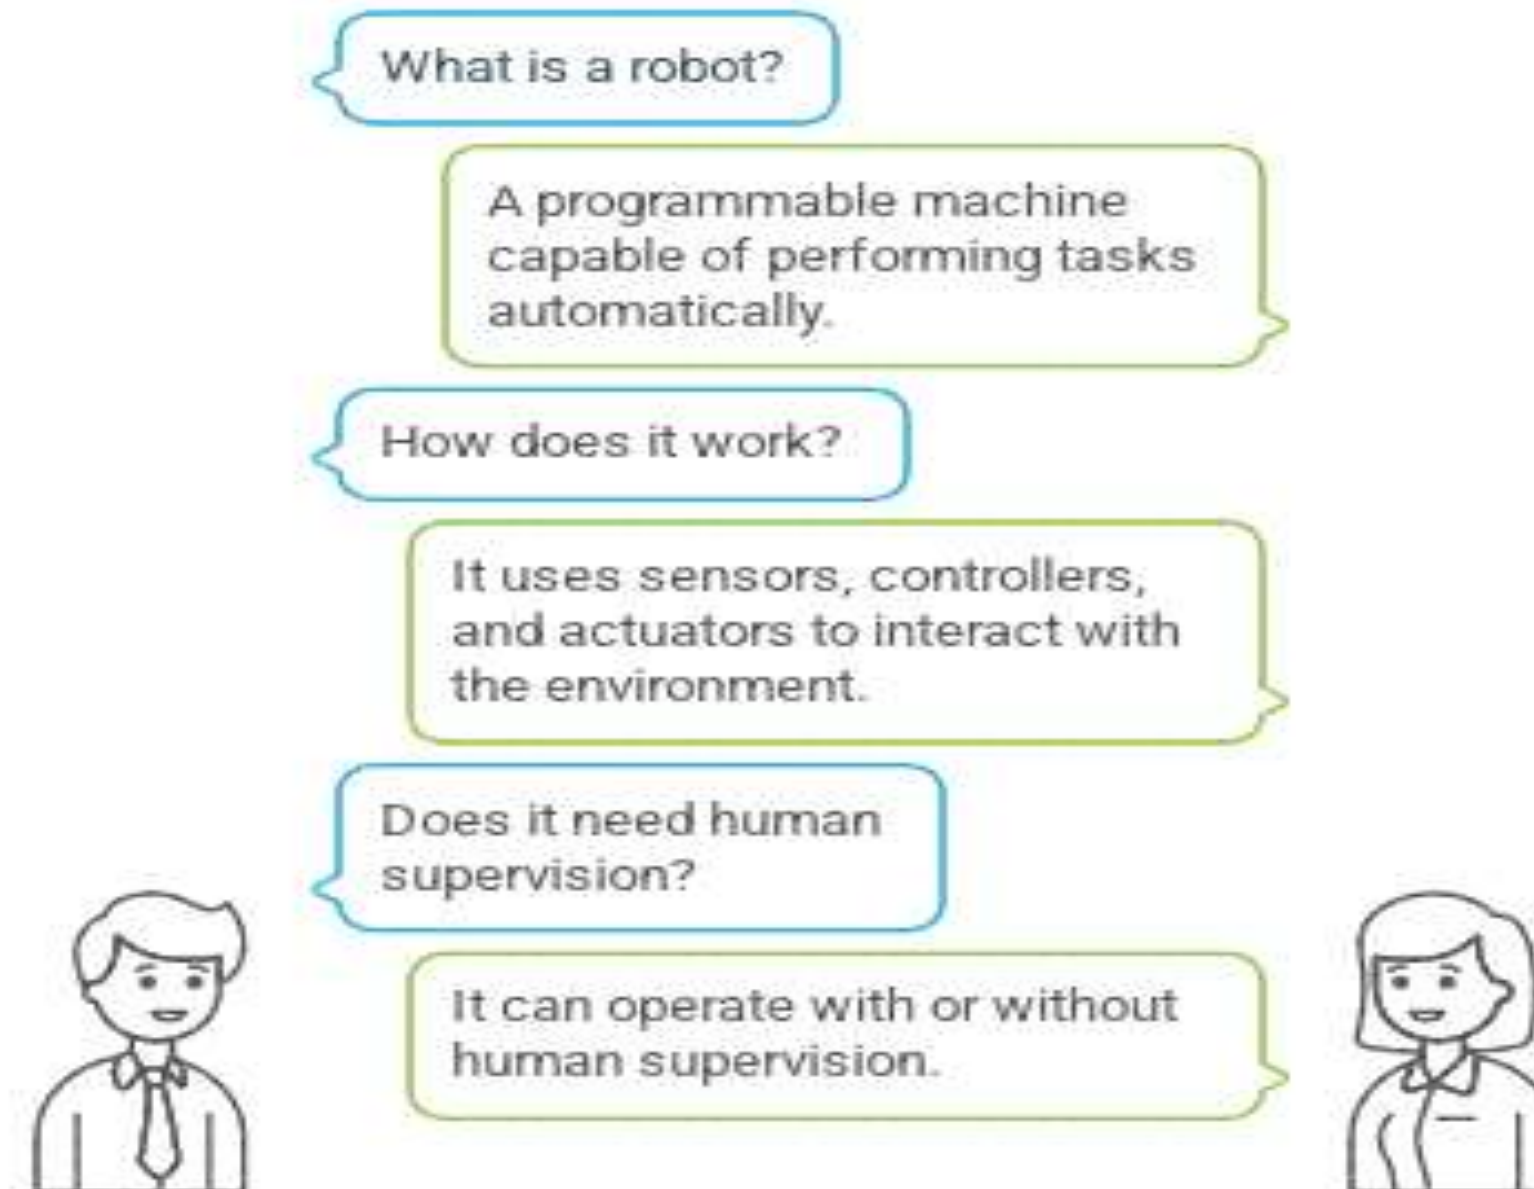 What is a robot?
A programmable machine
capable of performing tasks
automatically.
How does it work?
It uses sensors, controllers,
and actuators to interact with
the environment.
Does it need human
supervision?
It can operate with or without
human supervision.